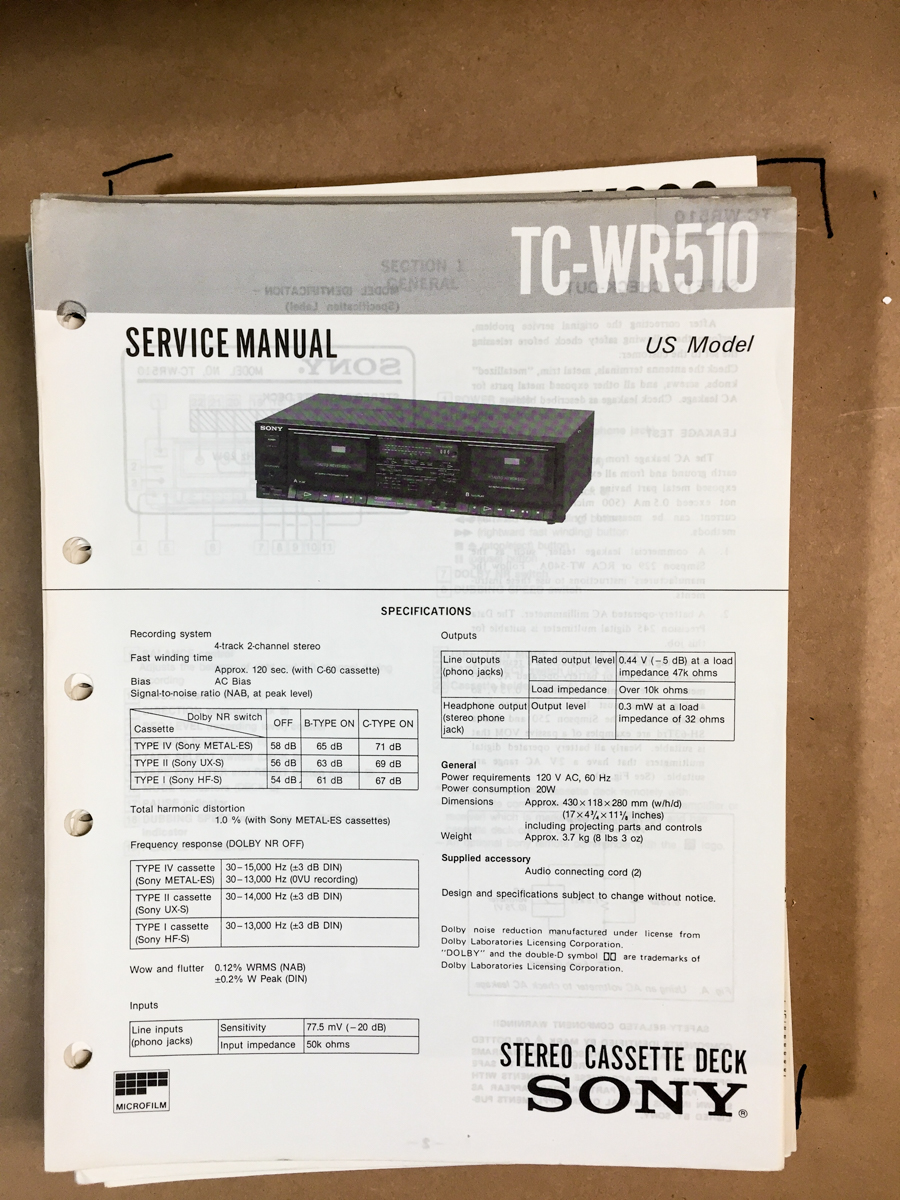 TC-WR510
SERVICE MANUAL
US Model
SONY
SPECIFICATIONS
Recording system
4-track 2-channel stereo
Fast winding time
Approx. 120 sec. (with C-60 cassette)
Bias AC Bias
Signal-to-noise ratio (NAB, at peak level)
Dolby NR switch
Cassette OFF B-TYPE ON C-TYPE ON
TYPE IV (Sony METAL-ES) 58 dB 65 dB 71 dB
TYPE II (Sony UX-S) 56 dB 63 dB 69 dB
TYPE I (Sony HF-S) 54 dB 61 dB 67 dB
Total harmonic distortion
1.0 % (with Sony METAL-ES cassettes)
Frequency response (DOLBY NR OFF)
TYPE IV cassette 30–15,000 Hz (±3 dB DIN)
(Sony METAL-ES) 30–13,000 Hz (0VU recording)
TYPE II cassette 30–14,000 Hz (±3 dB DIN)
(Sony UX-S)
TYPE I cassette 30–13,000 Hz (±3 dB DIN)
(Sony HF-S)
Wow and flutter 0.12% WRMS (NAB)
±0.2% W Peak (DIN)
Inputs
Line inputs Sensitivity 77.5 mV (−20 dB)
(phono jacks) Input impedance 50k ohms
MICROFILM
Outputs
Line outputs Rated output level 0.44 V (−5 dB) at a load
(phono jacks) impedance 47k ohms
Load impedance Over 10k ohms
Headphone output Output level 0.3 mW at a load
(stereo phone impedance of 32 ohms
jack)
General
Power requirements 120 V AC, 60 Hz
Power consumption 20W
Dimensions Approx. 430×118×280 mm (w/h/d)
(17×4 3/4×11 1/8 inches)
including projecting parts and controls
Weight Approx. 3.7 kg (8 lbs 3 oz)
Supplied accessory
Audio connecting cord (2)
Design and specifications subject to change without notice.
Dolby noise reduction manufactured under license from
Dolby Laboratories Licensing Corporation.
"DOLBY" and the double-D symbol are trademarks of
Dolby Laboratories Licensing Corporation.
STEREO CASSETTE DECK
SONY®